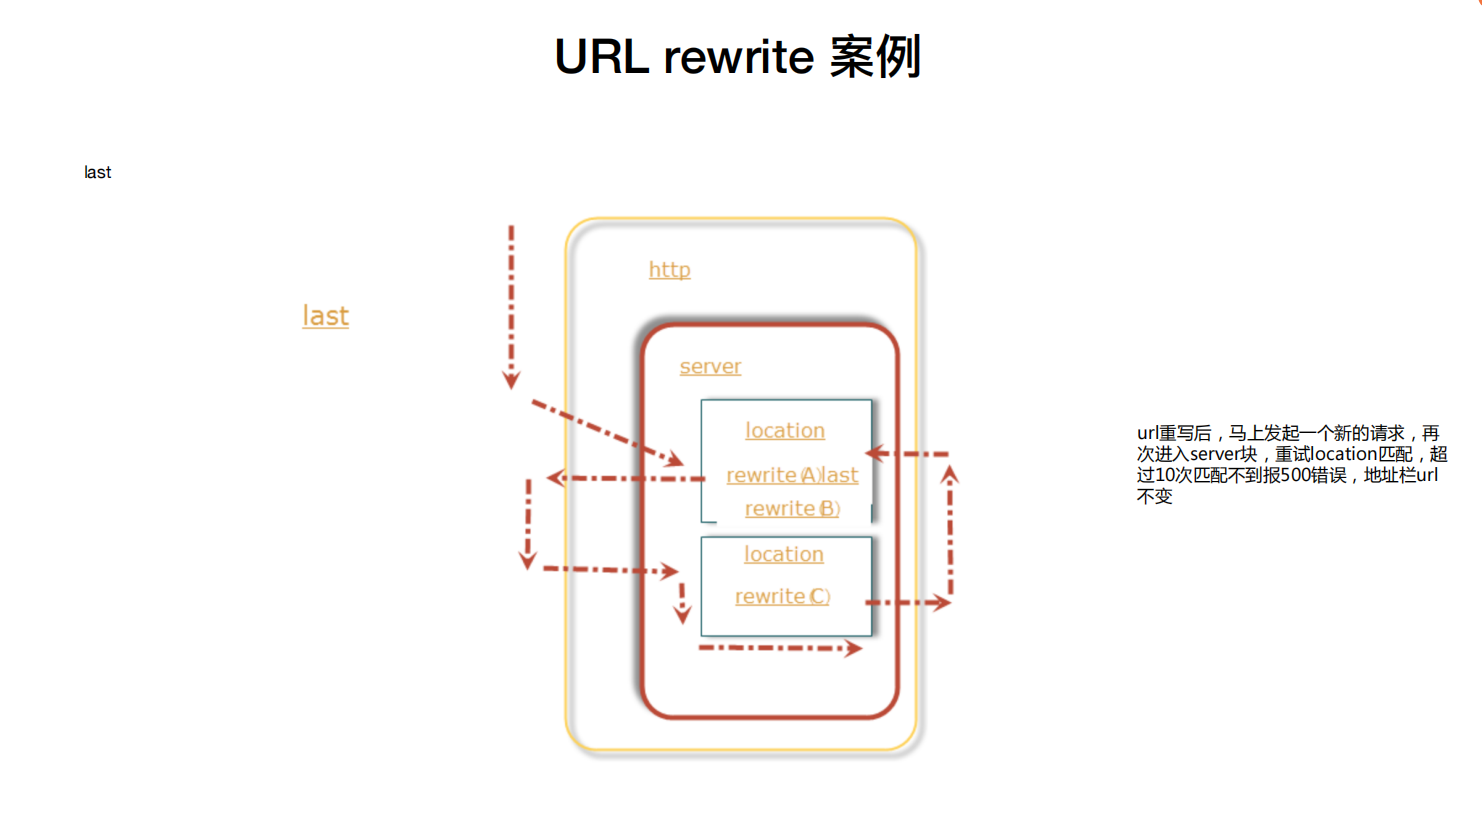 URL rewrite 案例
last
last
http
server
location
rewrite(A)last
rewrite(B)
location
rewrite(C)
url重写后，马上发起一个新的请求，再
次进入server块，重试location匹配，超
过10次匹配不到报500错误，地址栏url
不变